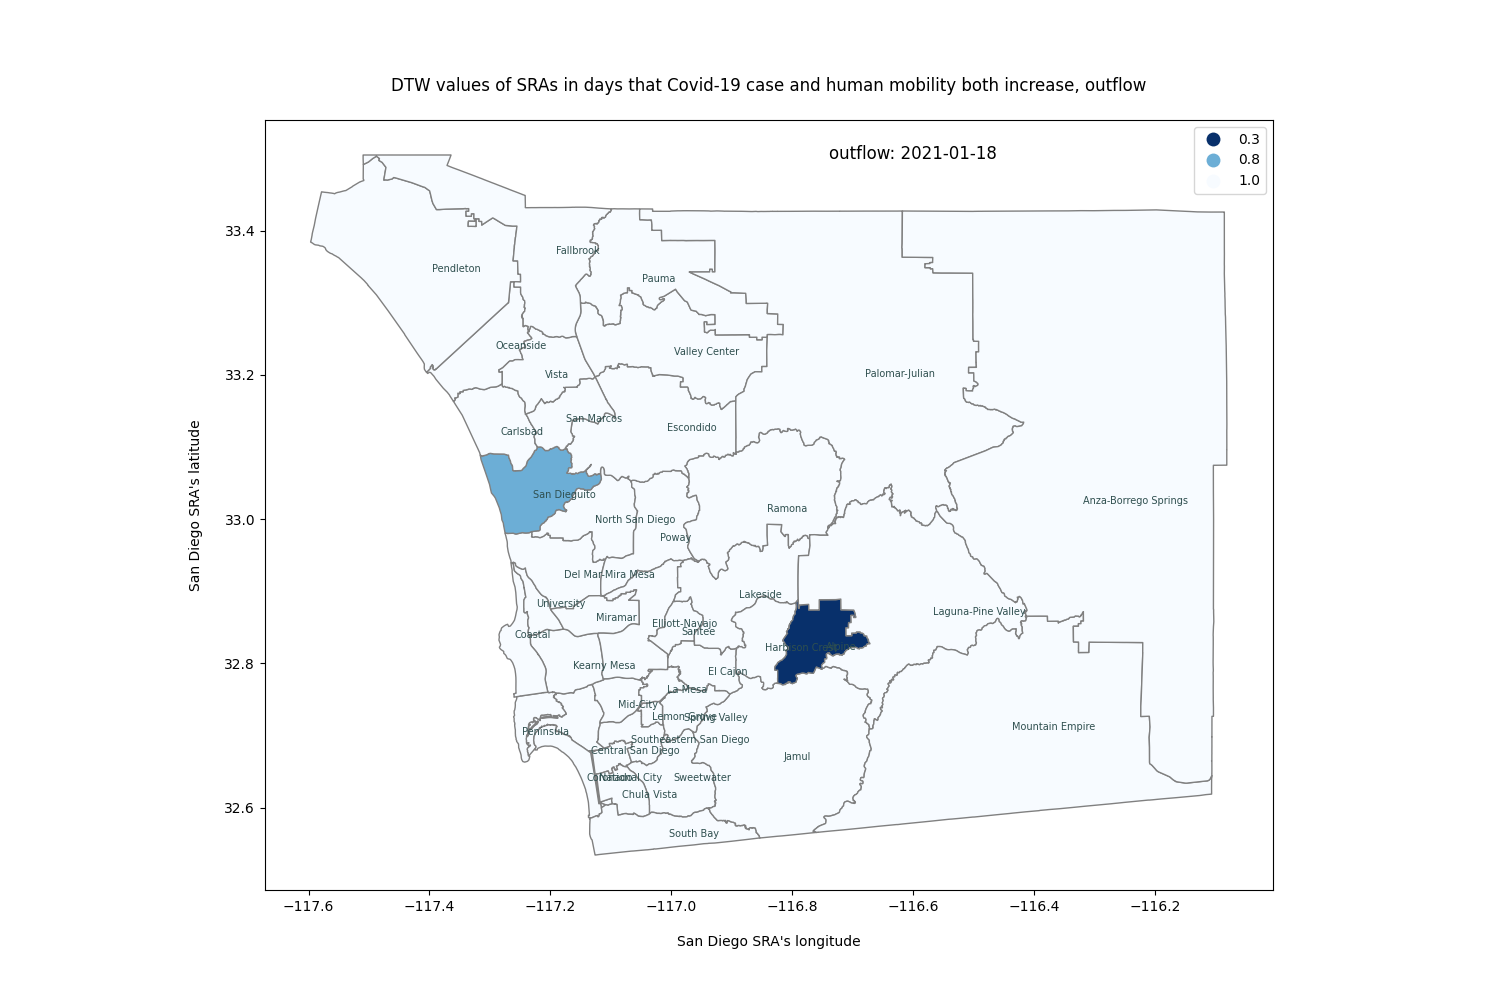 DTW values of SRAs in days that Covid-19 case and human mobility both increase, outflow
outflow: 2021-01-18
0.3
0.8
1.0
33.4
33.2
33.0
32.8
32.6
San Diego SRA's latitude
Fallbrook
Pendleton
Pauma
Oceanside
Valley Center
Vista
Palomar-Julian
San Marcos
Carlsbad
Escondido
San Dieguito
Anza-Borrego Springs
Ramona
North San Diego
Poway
Del Mar-Mira Mesa
Lakeside
University
Laguna-Pine Valley
Miramar
Elliott-Navajo
Santee
Coastal
Harbison Crest
Kearny Mesa
El Cajon
La Mesa
Mid-City
Lemon Grove
Spring Valley
Mountain Empire
Peninsula
Southeastern San Diego
Central San Diego
Jamul
Coronado
National City
Sweetwater
Chula Vista
South Bay
−117.6
−117.4
−117.2
−117.0
−116.8
−116.6
−116.4
−116.2
San Diego SRA's longitude